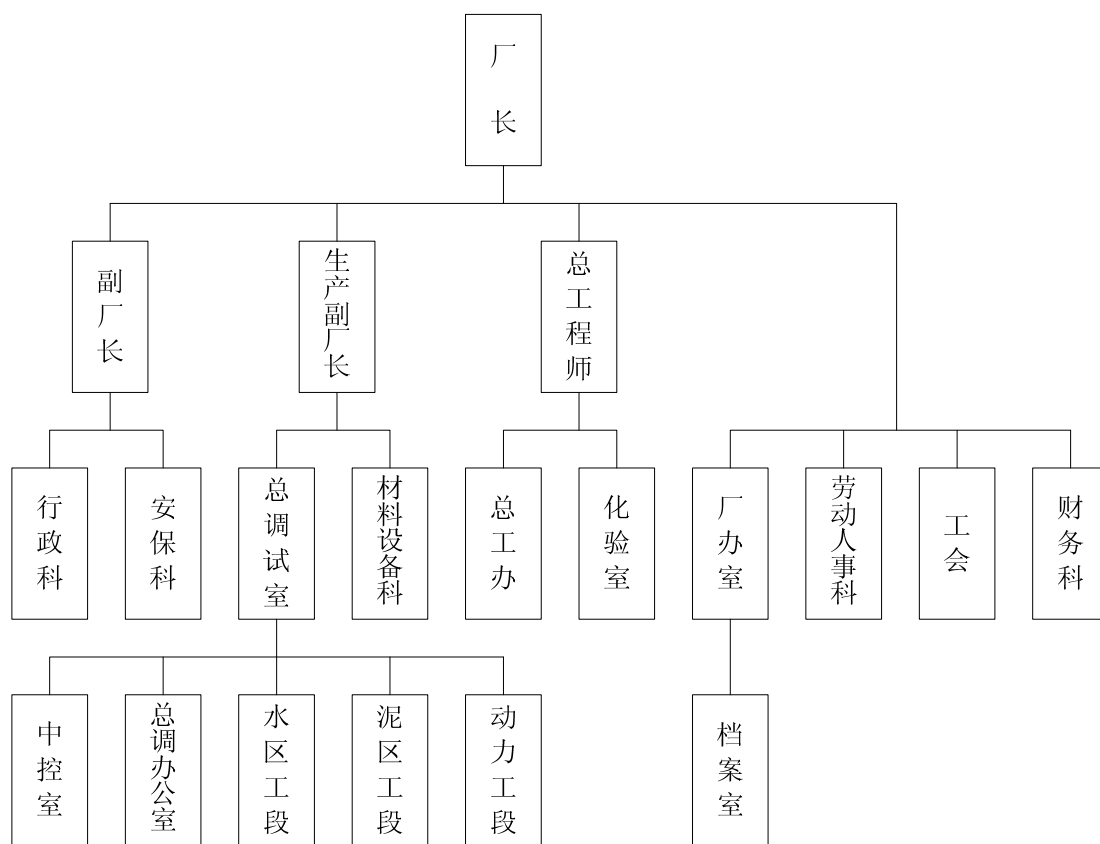 厂长
副厂长
生产副厂长
总工程师
行政科
安保科
总调试室
材料设备科
总工办
化验室
厂办室
劳动人事科
工会
财务科
中控室
总调办公室
水区工段
泥区工段
动力工段
档案室